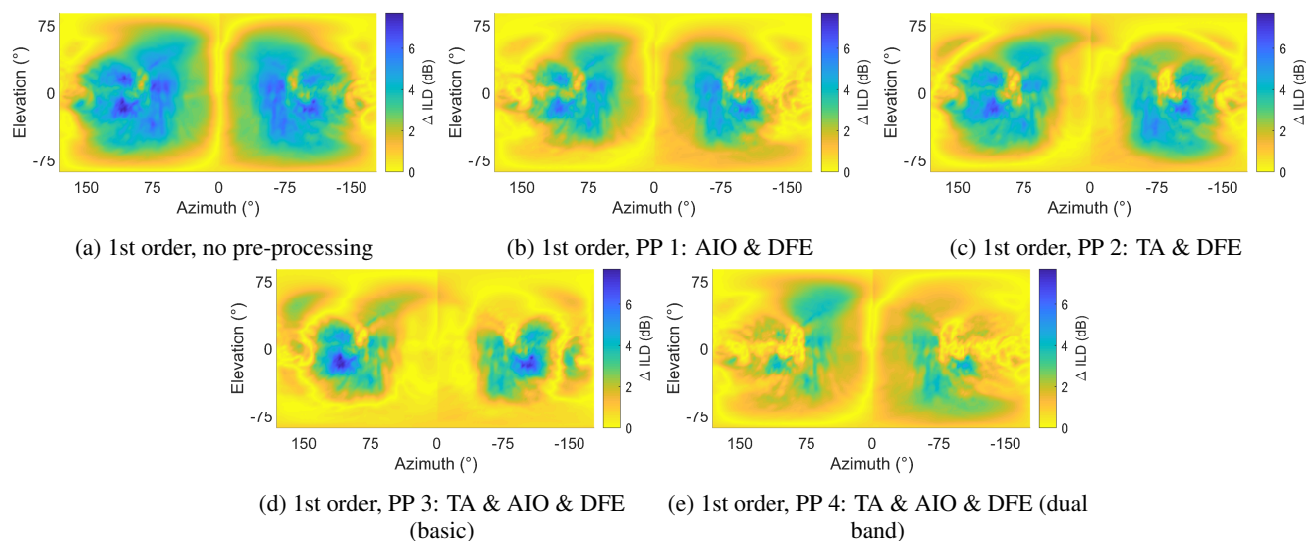 75
0
-75
Elevation (°)
150 75 0 -75 -150
Azimuth (°)
6
4
2
0
Δ ILD (dB)
(a) 1st order, no pre-processing
75
0
-75
Elevation (°)
150 75 0 -75 -150
Azimuth (°)
6
4
2
0
Δ ILD (dB)
(b) 1st order, PP 1: AIO & DFE
75
0
-75
Elevation (°)
150 75 0 -75 -150
Azimuth (°)
6
4
2
0
Δ ILD (dB)
(c) 1st order, PP 2: TA & DFE
75
0
-75
Elevation (°)
150 75 0 -75 -150
Azimuth (°)
6
4
2
0
Δ ILD (dB)
(d) 1st order, PP 3: TA & AIO & DFE
(basic)
75
0
-75
Elevation (°)
150 75 0 -75 -150
Azimuth (°)
6
4
2
0
Δ ILD (dB)
(e) 1st order, PP 4: TA & AIO & DFE (dual
band)